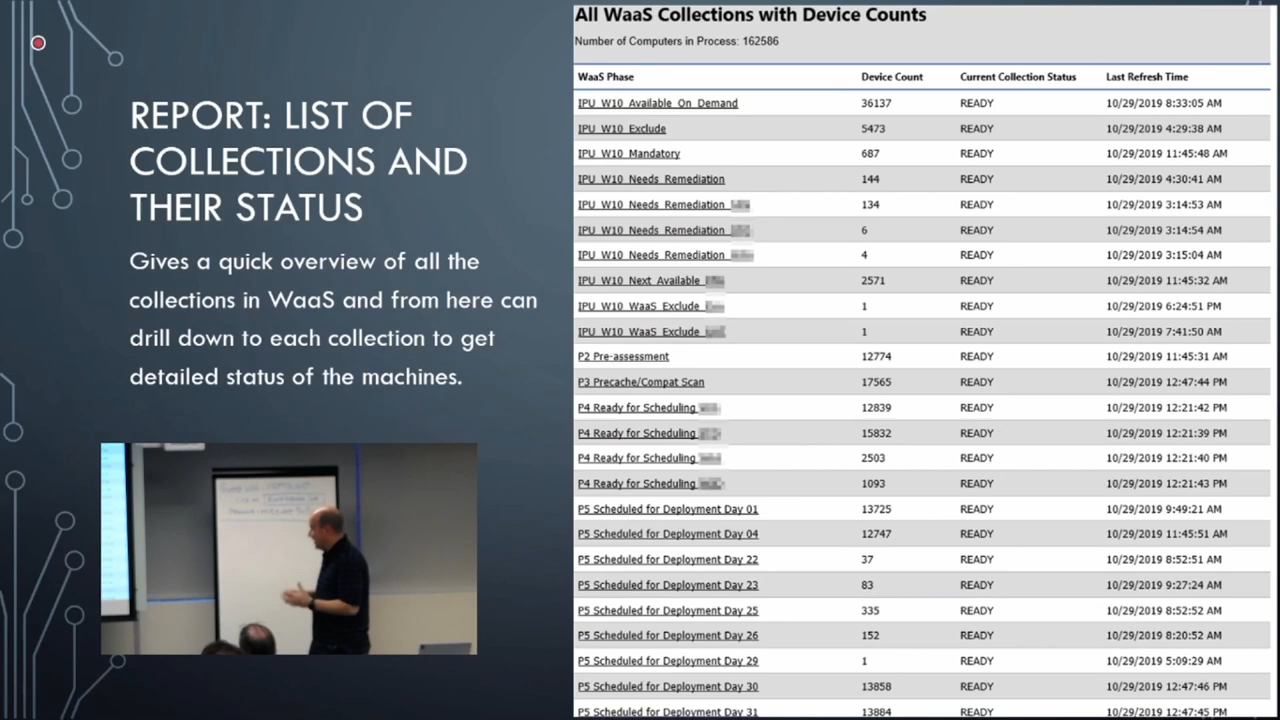 REPORT: LIST OF
COLLECTIONS AND
THEIR STATUS
Gives a quick overview of all the
collections in WaaS and from here can
drill down to each collection to get
detailed status of the machines.
All WaaS Collections with Device Counts
Number of Computers in Process: 162586
WaaS Phase Device Count Current Collection Status Last Refresh Time
IPU_W10_Available_On_Demand 36137 READY 10/29/2019 8:33:05 AM
IPU_W10_Exclude 5473 READY 10/29/2019 4:29:38 AM
IPU_W10_Mandatory 687 READY 10/29/2019 11:45:48 AM
IPU_W10_Needs_Remediation 144 READY 10/29/2019 4:30:41 AM
IPU_W10_Needs_Remediation_ 134 READY 10/29/2019 3:14:53 AM
IPU_W10_Needs_Remediation_ 6 READY 10/29/2019 3:14:54 AM
IPU_W10_Needs_Remediation_ 4 READY 10/29/2019 3:15:04 AM
IPU_W10_Next_Available_ 2571 READY 10/29/2019 11:45:32 AM
IPU_W10_WaaS_Exclude_ 1 READY 10/29/2019 6:24:51 PM
IPU_W10_WaaS_Exclude_ 1 READY 10/29/2019 7:41:50 AM
P2 Pre-assessment 12774 READY 10/29/2019 11:45:31 AM
P3 Precache/Compat Scan 17565 READY 10/29/2019 12:47:44 PM
P4 Ready for Scheduling 12839 READY 10/29/2019 12:21:42 PM
P4 Ready for Scheduling 15832 READY 10/29/2019 12:21:39 PM
P4 Ready for Scheduling 2503 READY 10/29/2019 12:21:40 PM
P4 Ready for Scheduling 1093 READY 10/29/2019 12:21:43 PM
P5 Scheduled for Deployment Day 01 13725 READY 10/29/2019 9:49:21 AM
P5 Scheduled for Deployment Day 04 12747 READY 10/29/2019 11:45:51 AM
P5 Scheduled for Deployment Day 22 37 READY 10/29/2019 8:52:51 AM
P5 Scheduled for Deployment Day 23 83 READY 10/29/2019 9:27:24 AM
P5 Scheduled for Deployment Day 25 335 READY 10/29/2019 8:52:52 AM
P5 Scheduled for Deployment Day 26 152 READY 10/29/2019 8:20:52 AM
P5 Scheduled for Deployment Day 29 1 READY 10/29/2019 5:09:29 AM
P5 Scheduled for Deployment Day 30 13858 READY 10/29/2019 12:47:46 PM
P5 Scheduled for Deployment Day 31 13884 READY 10/29/2019 12:47:45 PM